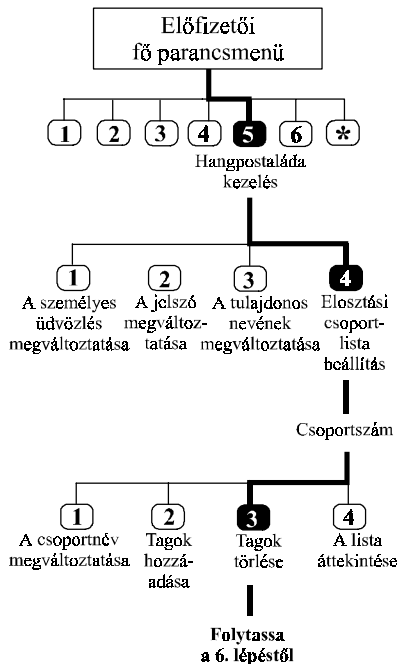 Előfizetői
fő parancsmenü
1 2 3 4 5 6 *
Hangpostaláda
kezelés
1 2 3 4
A személyes
üdvözlés
megváltoztatása
A jelszó
megváltoz-
tatása
A tulajdonos
nevének
megváltoztatása
Elosztási
csoport-
lista
beállítás
Csoportszám
1 2 3 4
A csoportnév
megváltoztatása
Tagok
hozzá-
adása
Tagok
törlése
A lista
áttekintése
Folytassa
a 6. lépéstől